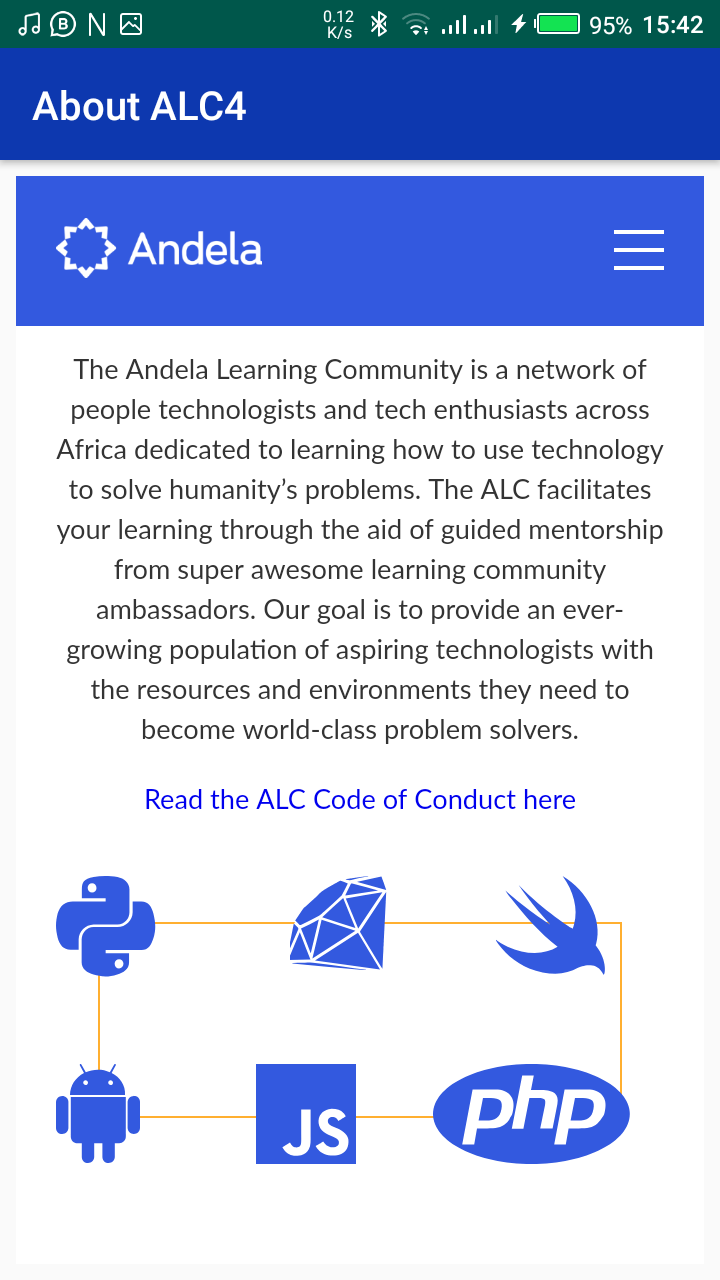 0.12
K/s
95% 15:42
About ALC4
Andela
The Andela Learning Community is a network of
people technologists and tech enthusiasts across
Africa dedicated to learning how to use technology
to solve humanity’s problems. The ALC facilitates
your learning through the aid of guided mentorship
from super awesome learning community
ambassadors. Our goal is to provide an ever-
growing population of aspiring technologists with
the resources and environments they need to
become world-class problem solvers.
Read the ALC Code of Conduct here
JS
php